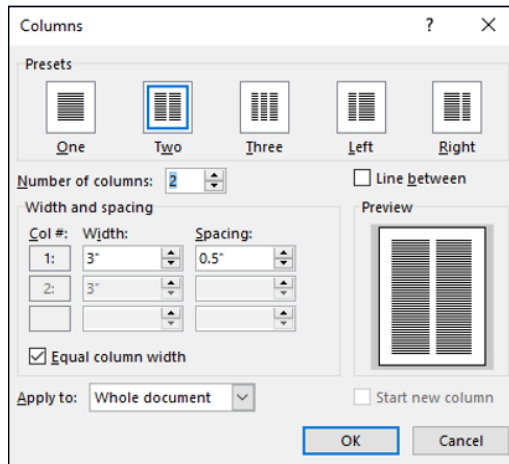 Columns ?
Presets
One Two Three Left Right
Number of columns: 2 Line between
Width and spacing Preview
Col #: Width: Spacing:
1: 3" 0.5"
2: 3"
Equal column width
Apply to: Whole document Start new column
OK Cancel